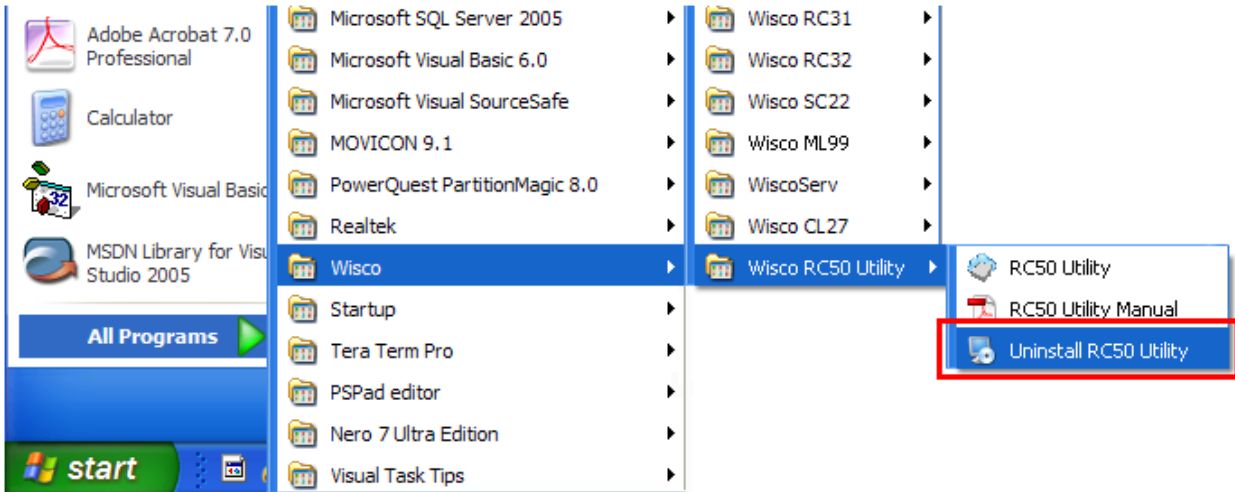 Adobe Acrobat 7.0
Professional
Calculator
Microsoft Visual Basic
MSDN Library for Visu
Studio 2005
All Programs
start
Microsoft SQL Server 2005
Microsoft Visual Basic 6.0
Microsoft Visual SourceSafe
MOVICON 9.1
PowerQuest PartitionMagic 8.0
Realtek
Wisco
Startup
Tera Term Pro
PSPad editor
Nero 7 Ultra Edition
Visual Task Tips
Wisco RC31
Wisco RC32
Wisco SC22
Wisco ML99
WiscoServ
Wisco CL27
Wisco RC50 Utility
RC50 Utility
RC50 Utility Manual
Uninstall RC50 Utility